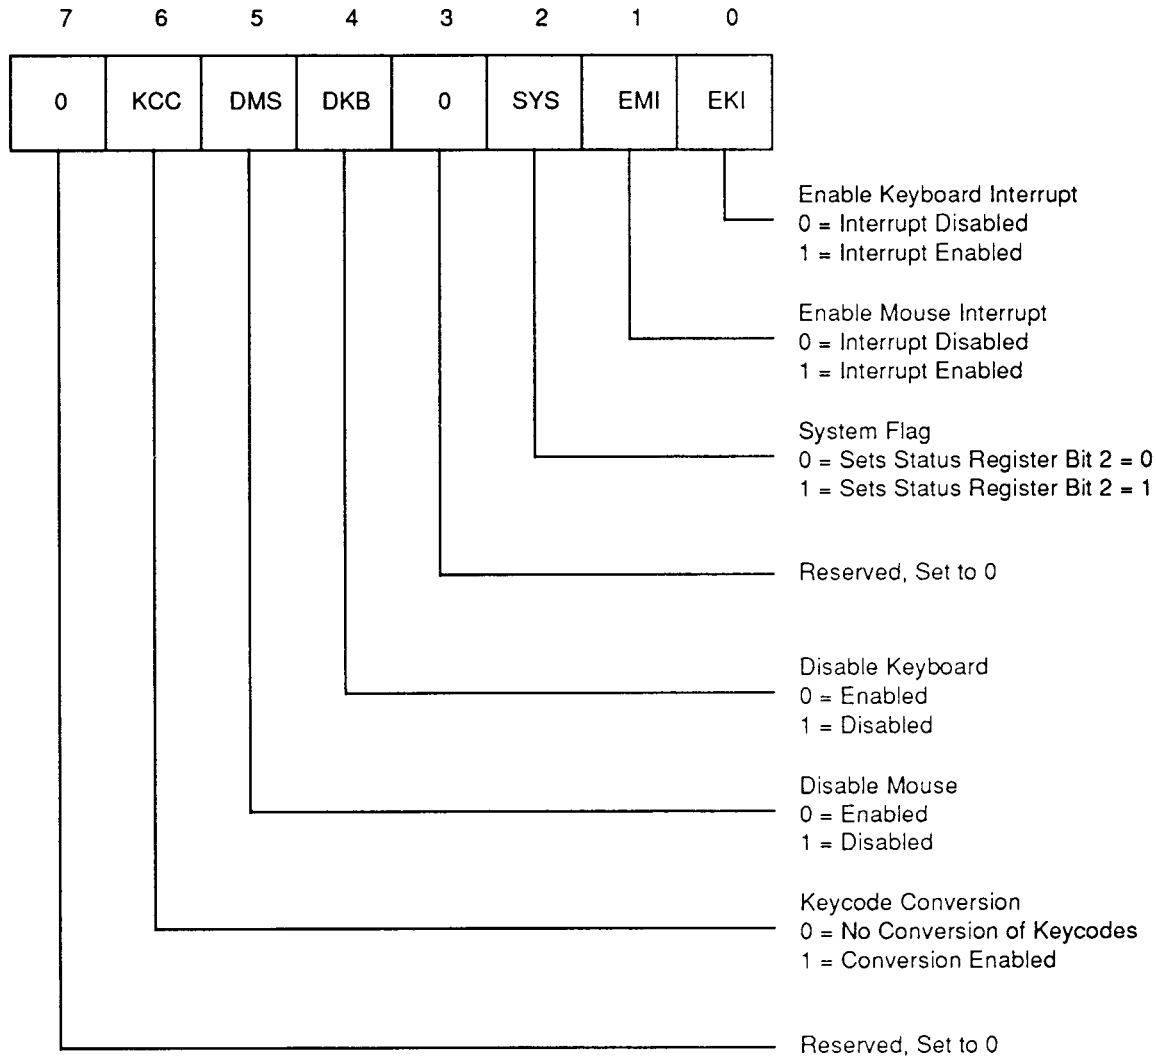 7 6 5 4 3 2 1 0
0 KCC DMS DKB 0 SYS EMI EKI
Enable Keyboard Interrupt
0 = Interrupt Disabled
1 = Interrupt Enabled
Enable Mouse Interrupt
0 = Interrupt Disabled
1 = Interrupt Enabled
System Flag
0 = Sets Status Register Bit 2 = 0
1 = Sets Status Register Bit 2 = 1
Reserved, Set to 0
Disable Keyboard
0 = Enabled
1 = Disabled
Disable Mouse
0 = Enabled
1 = Disabled
Keycode Conversion
0 = No Conversion of Keycodes
1 = Conversion Enabled
Reserved, Set to 0